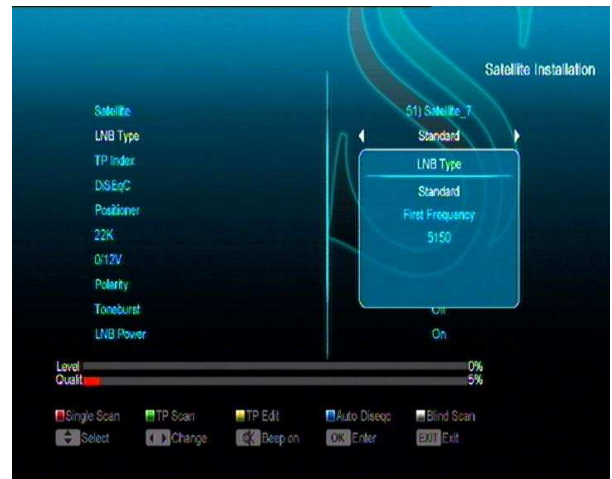 Satellite Installation
Satellite 51) Satellite_7
LNB Type Standard
TP Index LNB Type
DiSEqC Standard
Positioner First Frequency
22K 5150
0/12V
Polarity
Toneburst Off
LNB Power On
Level 0%
Qualit 5%
Single Scan TP Scan TP Edit Auto Diseqc Blind Scan
Select Change Beep on OK Enter EXIT Exit